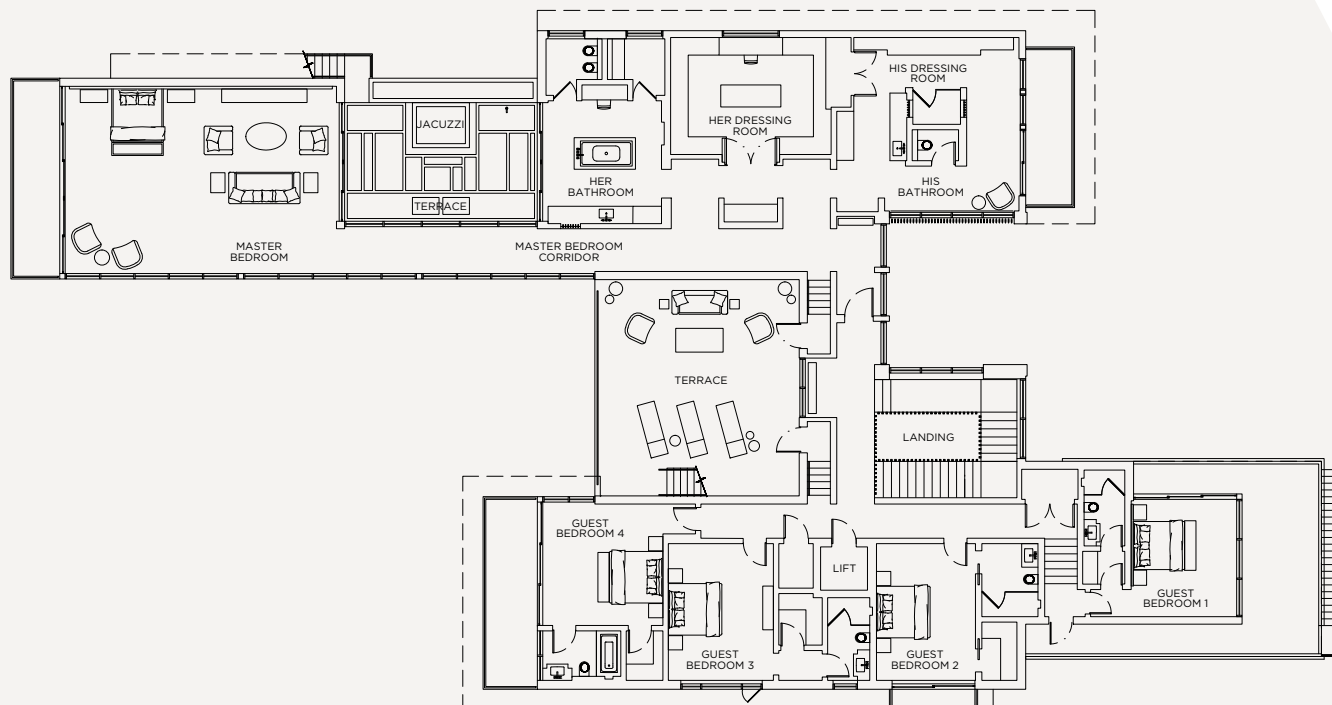 HIS DRESSING
ROOM
JACUZZI
HER DRESSING
ROOM
HER
BATHROOM
HIS
BATHROOM
TERRACE
MASTER
BEDROOM
MASTER BEDROOM
CORRIDOR
TERRACE
LANDING
GUEST
BEDROOM 4
LIFT
GUEST
BEDROOM 1
GUEST
BEDROOM 3
GUEST
BEDROOM 2